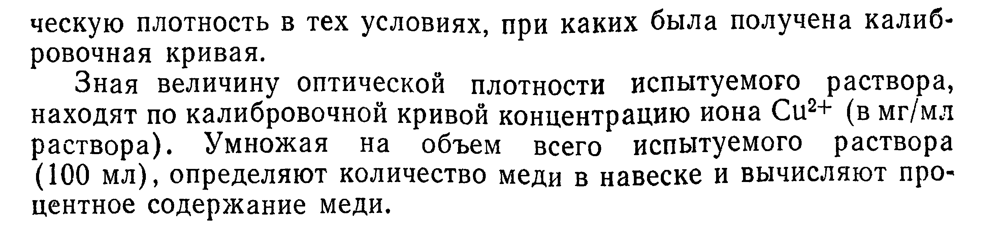 ческую плотность в тех условиях, при каких была получена калиб-
ровочная кривая.
Зная величину оптической плотности испытуемого раствора,
находят по калибровочной кривой концентрацию иона Cu²⁺ (в мг/мл
раствора). Умножая на объем всего испытуемого раствора
(100 мл), определяют количество меди в навеске и вычисляют про-
центное содержание меди.